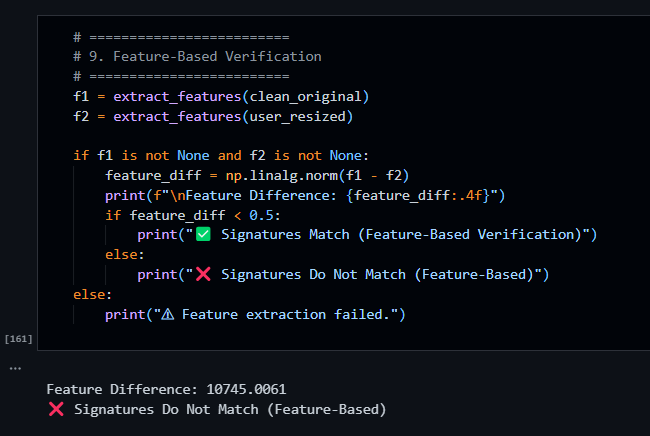 # =========================
# 9. Feature-Based Verification
# =========================
f1 = extract_features(clean_original)
f2 = extract_features(user_resized)
if f1 is not None and f2 is not None:
feature_diff = np.linalg.norm(f1 - f2)
print(f"\nFeature Difference: {feature_diff:.4f}")
if feature_diff < 0.5:
print("✅ Signatures Match (Feature-Based Verification)")
else:
print("❌ Signatures Do Not Match (Feature-Based)")
else:
print("⚠ Feature extraction failed.")
[161]
...
Feature Difference: 10745.0061
❌ Signatures Do Not Match (Feature-Based)